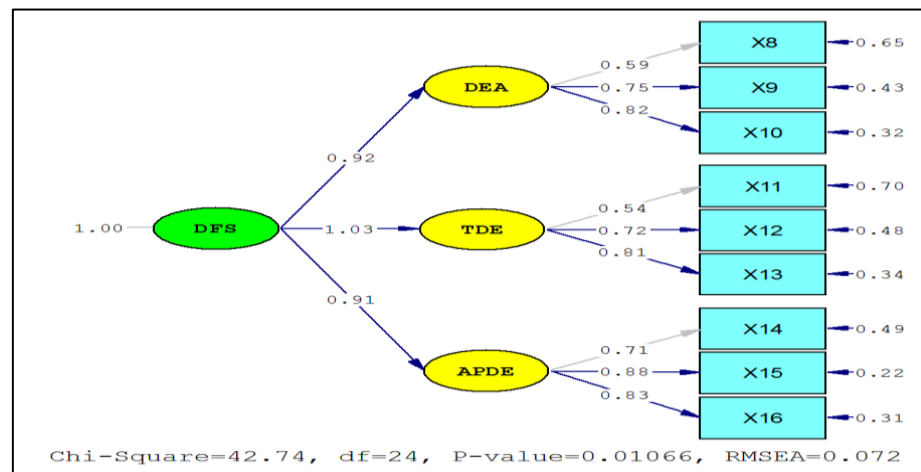 X8
0.65
0.59
DEA
0.75
X9
0.43
0.82
X10
0.32
0.92
X11
0.70
0.54
1.00
DFS
1.03
TDE
0.72
X12
0.48
0.81
X13
0.34
0.91
X14
0.49
0.71
APDE
0.88
X15
0.22
0.83
X16
0.31
Chi-Square=42.74, df=24, P-value=0.01066, RMSEA=0.072